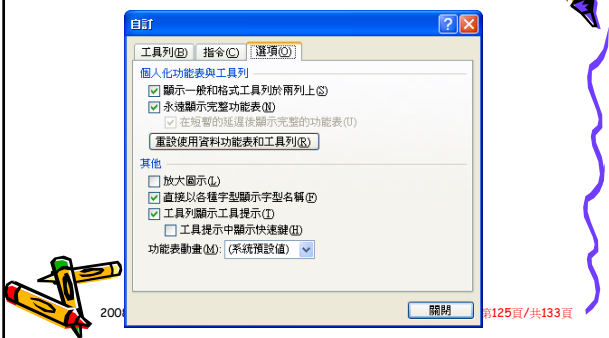 自訂
工具列(B) 指令(C) 選項(O)
個人化功能表與工具列
顯示一般和格式工具列於兩列上(S)
永遠顯示完整功能表(N)
在短暫的延遲後顯示完整的功能表(U)
重設使用資料功能表和工具列(R)
其他
放大圖示(L)
直接以各種字型顯示字型名稱(F)
工具列顯示工具提示(T)
工具提示中顯示快速鍵(H)
功能表動畫(M): (系統預設值)
關閉
200 第125頁/共133頁